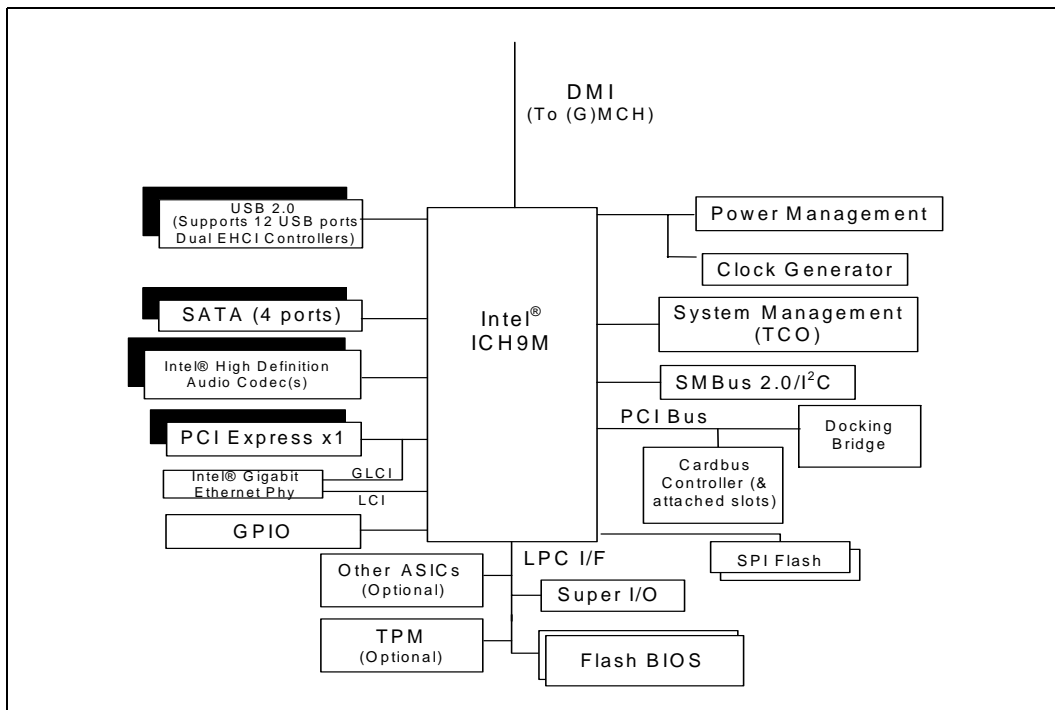 DMI
(To (G)MCH)
USB 2.0
(Supports 12 USB ports
Dual EHCI Controllers)
SATA (4 ports)
Intel® High Definition
Audio Codec(s)
PCI Express x1
Intel® Gigabit
Ethernet Phy
GLCI
LCI
GPIO
Intel®
ICH9M
Power Management
Clock Generator
System Management
(TCO)
SMBus 2.0/I²C
PCI Bus
Docking
Bridge
Cardbus
Controller (&
attached slots)
SPI Flash
LPC I/F
Other ASICs
(Optional)
Super I/O
TPM
(Optional)
Flash BIOS